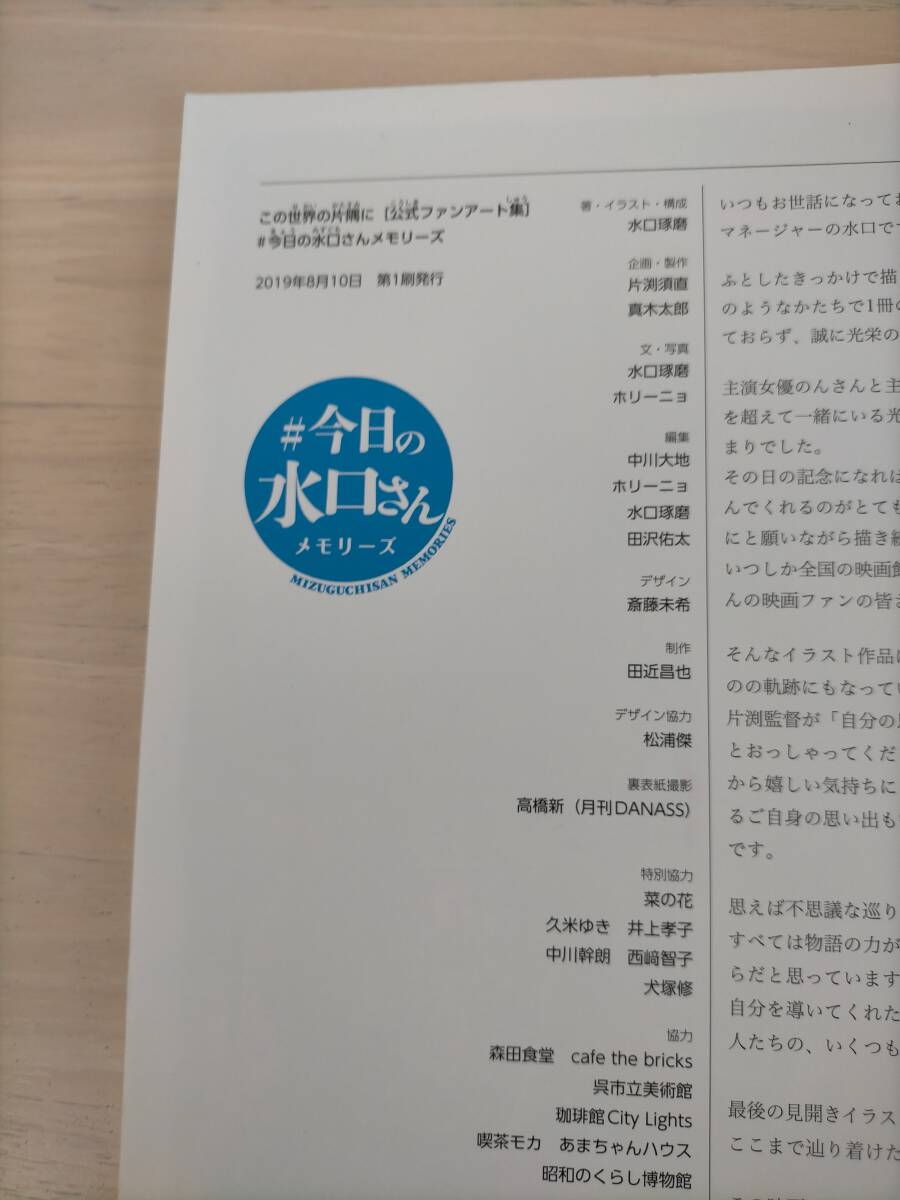 この世界の片隅に［公式ファンアート集］
#今日の水口さんメモリーズ
2019年8月10日　第1刷発行
#今日の
水口さん
メモリーズ
MIZUGUCHISAN MEMORIES
著・イラスト・構成
水口琢磨
企画・製作
片渕須直
真木太郎
文・写真
水口琢磨
ホリーニョ
編集
中川大地
ホリーニョ
水口琢磨
田沢佑太
デザイン
斎藤未希
制作
田近昌也
デザイン協力
松浦傑
裏表紙撮影
高橋新（月刊DANASS）
特別協力
菜の花
久米ゆき　井上孝子
中川幹朗　西﨑智子
犬塚修
協力
森田食堂　cafe the bricks
呉市立美術館
珈琲館City Lights
喫茶モカ　あまちゃんハウス
昭和のくらし博物館
いつもお世話になってお
マネージャーの水口で
ふとしたきっかけで描
のようなかたちで1冊の
ておらず、誠に光栄の
主演女優のんさんと主
を超えて一緒にいる光
まりでした。
その日の記念になれば
んでくれるのがとても
にと願いながら描き続
いつしか全国の映画館
んの映画ファンの皆さ
そんなイラスト作品に
のの軌跡にもなってい
片渕監督が「自分の
とおっしゃってくだ
から嬉しい気持ちに
るご自身の思い出も
です。
思えば不思議な巡り
すべては物語の力が
らだと思っています
自分を導いてくれた
人たちの、いくつも
最後の見開きイラス
ここまで辿り着けた